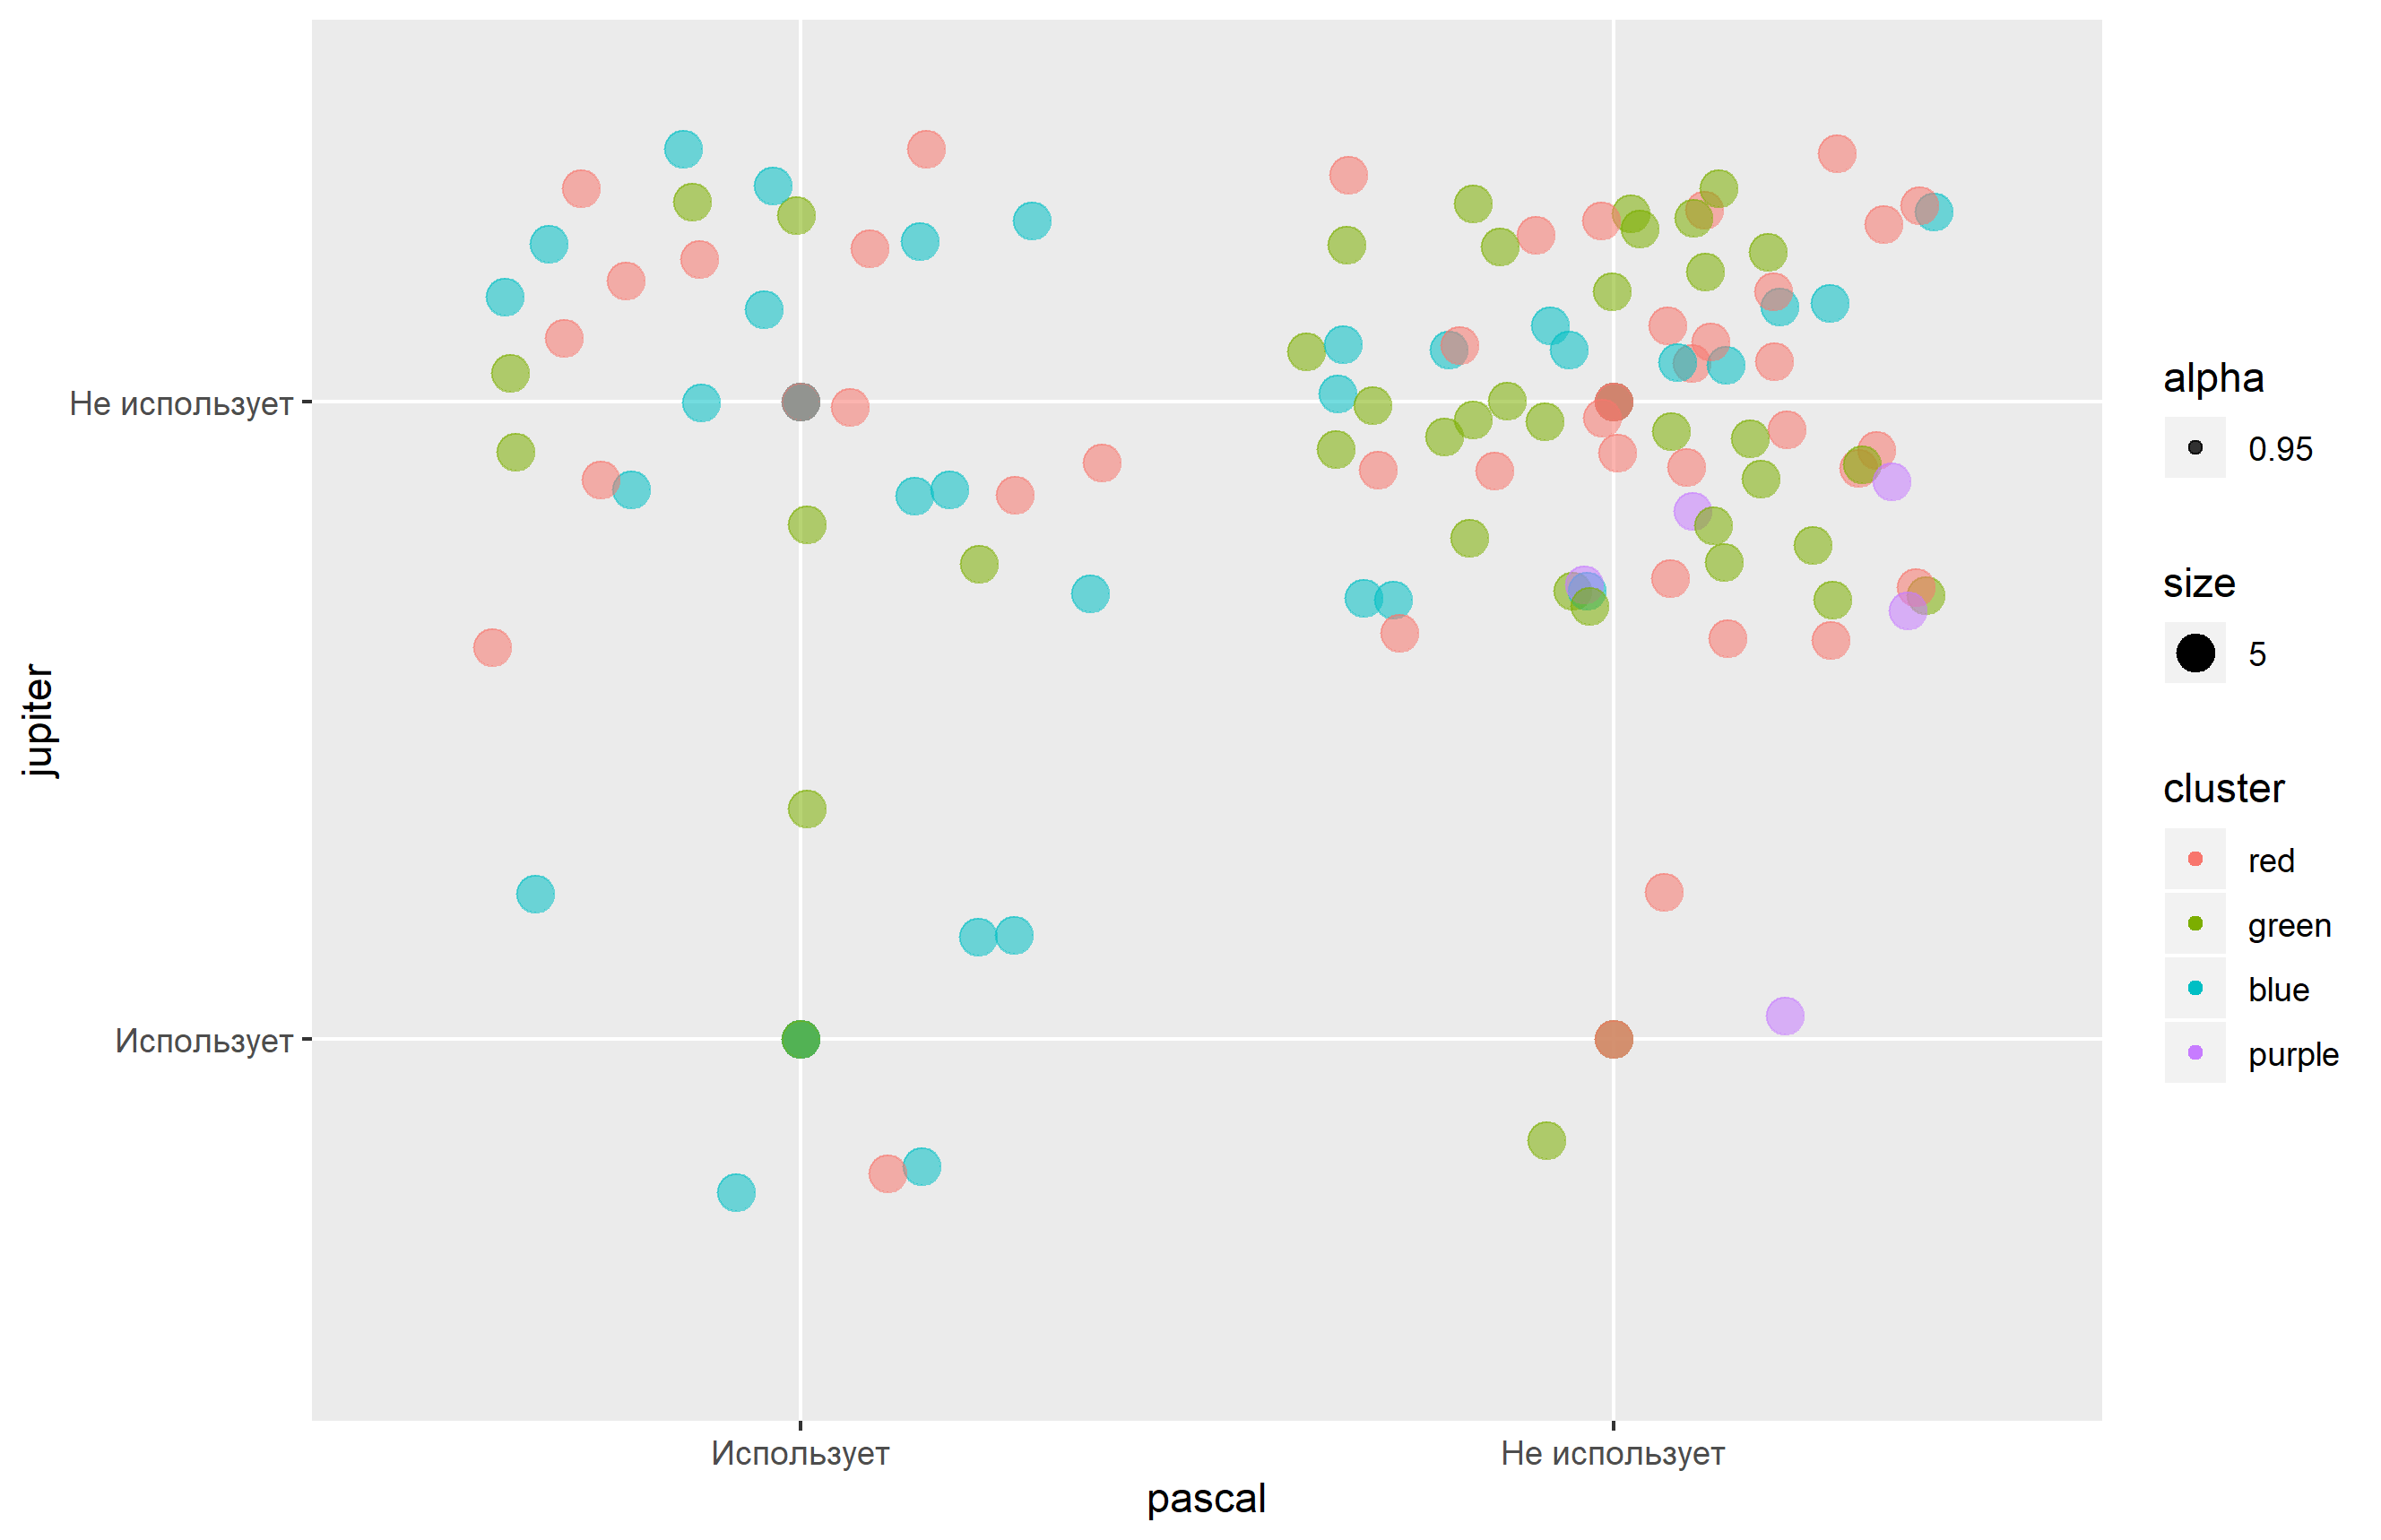 jupiter
Не использует
Использует
Использует
Не использует
pascal
alpha
0.95
size
5
cluster
red
green
blue
purple